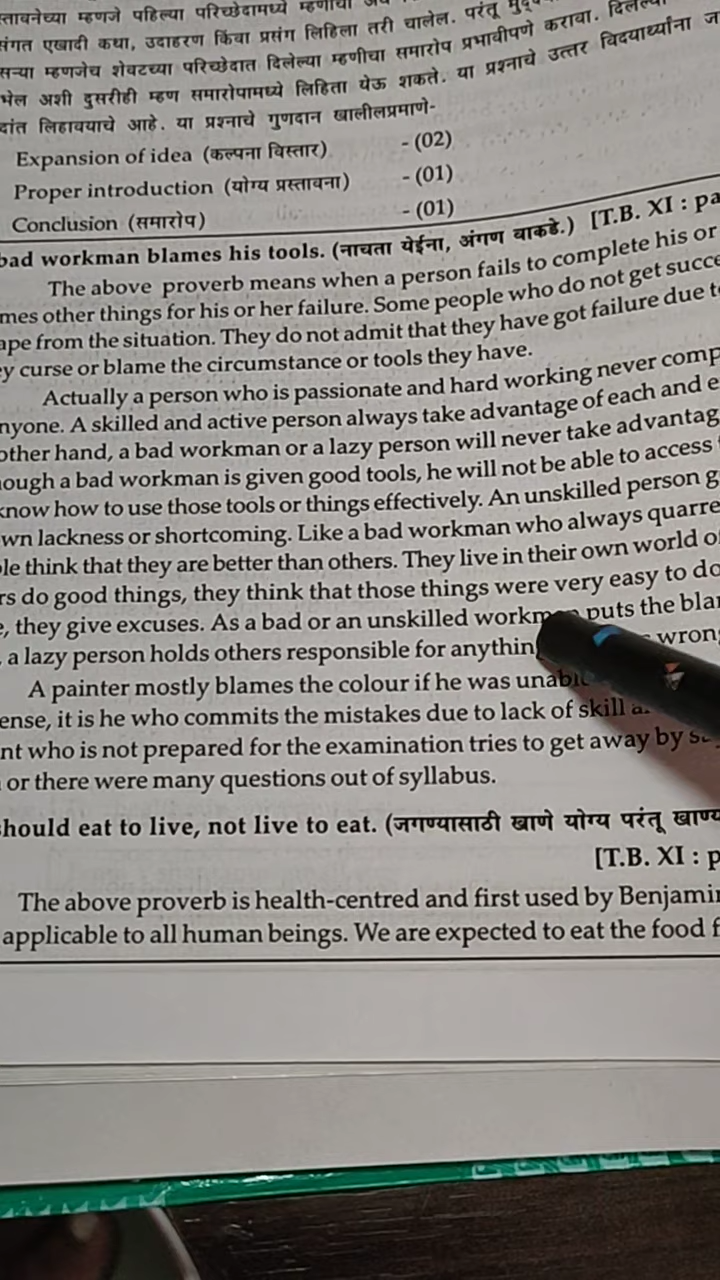 स्तावनेच्या म्हणजे पहिल्या परिच्छेदामध्ये म्हणीचा
संगत एखादी कथा, उदाहरण किंवा प्रसंग लिहिला तरी चालेल. परंतू
सऱ्या म्हणजेच शेवटच्या परिच्छेदात दिलेल्या म्हणीचा समारोप प्रभावीपणे करावा.
भेल अशी दुसरीही म्हण समारोपामध्ये लिहिता येऊ शकते. या प्रश्नाचे उत्तर विदयार्थ्यांना ज
दांत लिहावयाचे आहे. या प्रश्नाचे गुणदान खालीलप्रमाणे-
Expansion of idea (कल्पना विस्तार) - (02)
Proper introduction (योग्य प्रस्तावना) - (01)
Conclusion (समारोप) - (01)
bad workman blames his tools. (नाचता येईना, अंगण वाकडे.) [T.B. XI : pa
The above proverb means when a person fails to complete his or
mes other things for his or her failure. Some people who do not get succe
ape from the situation. They do not admit that they have got failure due t
y curse or blame the circumstance or tools they have.
Actually a person who is passionate and hard working never comp
nyone. A skilled and active person always take advantage of each and e
other hand, a bad workman or a lazy person will never take advantag
ough a bad workman is given good tools, he will not be able to access
know how to use those tools or things effectively. An unskilled person g
wn lackness or shortcoming. Like a bad workman who always quarre
le think that they are better than others. They live in their own world o
rs do good things, they think that those things were very easy to do
, they give excuses. As a bad or an unskilled workman puts the blam
a lazy person holds others responsible for anythin wrong
A painter mostly blames the colour if he was unable
ense, it is he who commits the mistakes due to lack of skill
nt who is not prepared for the examination tries to get away by
or there were many questions out of syllabus.
should eat to live, not live to eat. (जगण्यासाठी खाणे योग्य परंतू खाण्य
[T.B. XI : p
The above proverb is health-centred and first used by Benjamin
applicable to all human beings. We are expected to eat the food f